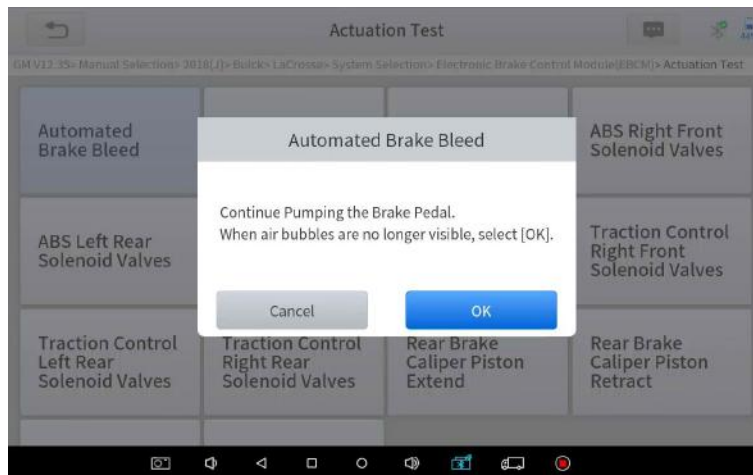 Actuation Test
GM V12.35> Manual Selection> 2018(J)> Buick> LaCrosse> System Selection> Electronic Brake Control Module(EBCM)> Actuation Test
Automated
Brake Bleed
ABS Right Front
Solenoid Valves
Automated Brake Bleed
Continue Pumping the Brake Pedal.
When air bubbles are no longer visible, select [OK].
Cancel
OK
ABS Left Rear
Solenoid Valves
Traction Control
Right Front
Solenoid Valves
Traction Control
Left Rear
Solenoid Valves
Traction Control
Right Rear
Solenoid Valves
Rear Brake
Caliper Piston
Extend
Rear Brake
Caliper Piston
Retract